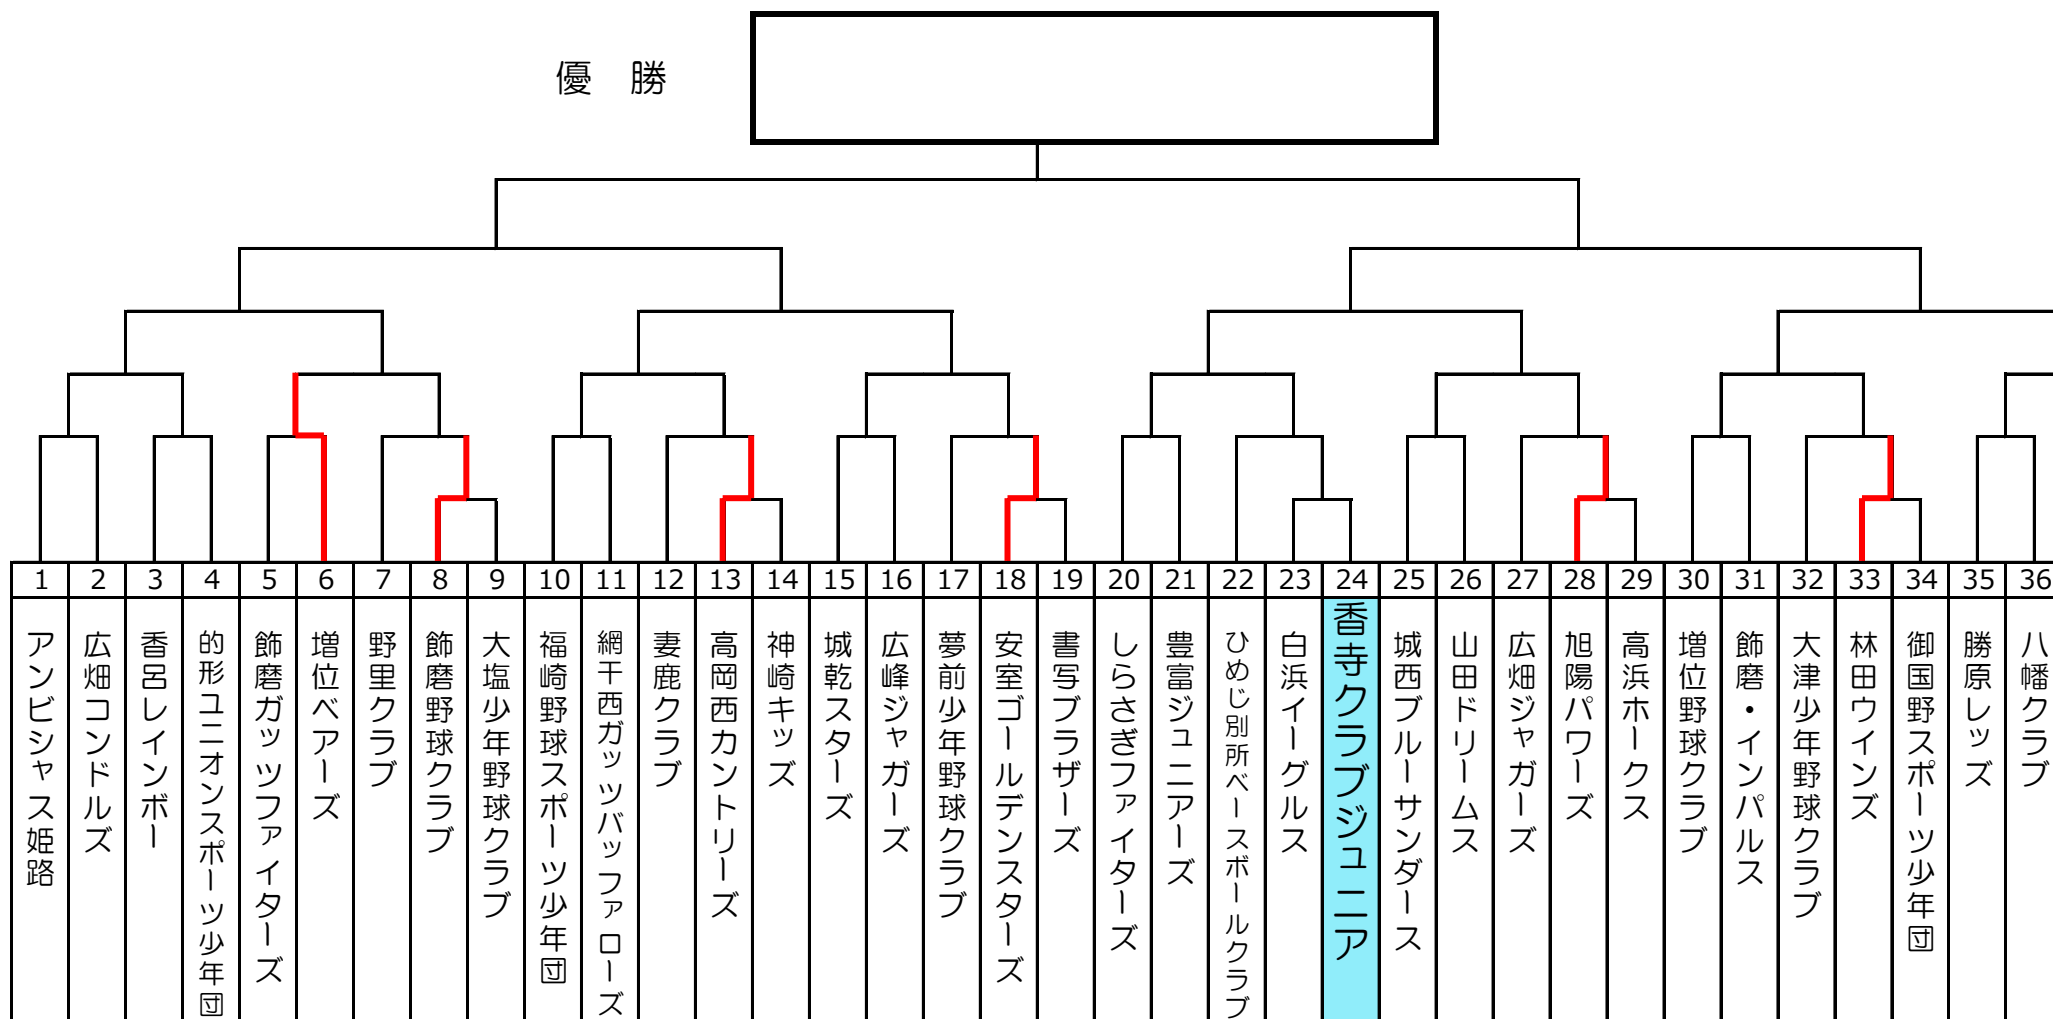 優 勝
1 2 3 4 5 6 7 8 9 10 11 12 13 14 15 16 17 18 19 20 21 22 23 24 25 26 27 28 29 30 31 32 33 34 35 36
アンビシャス姫路
広畑コンドルズ
香呂レインボー
的形ユニオンスポーツ少年団
飾磨ガッツファイターズ
増位ベアーズ
野里クラブ
飾磨野球クラブ
大塩少年野球クラブ
福崎野球スポーツ少年団
網干西ガッツバッファローズ
妻鹿クラブ
高岡西カントリーズ
神崎キッズ
城乾スターズ
広峰ジャガーズ
夢前少年野球クラブ
安室ゴールデンスターズ
書写ブラザーズ
しらさぎファイターズ
豊富ジュニアーズ
ひめじ別所ベースボールクラブ
白浜イーグルス
香寺クラブジュニア
城西ブルーサンダース
山田ドリームス
広畑ジャガーズ
旭陽パワーズ
高浜ホークス
増位野球クラブ
飾磨・インパルス
大津少年野球クラブ
林田ウインズ
御国野スポーツ少年団
勝原レッズ
八幡クラブ